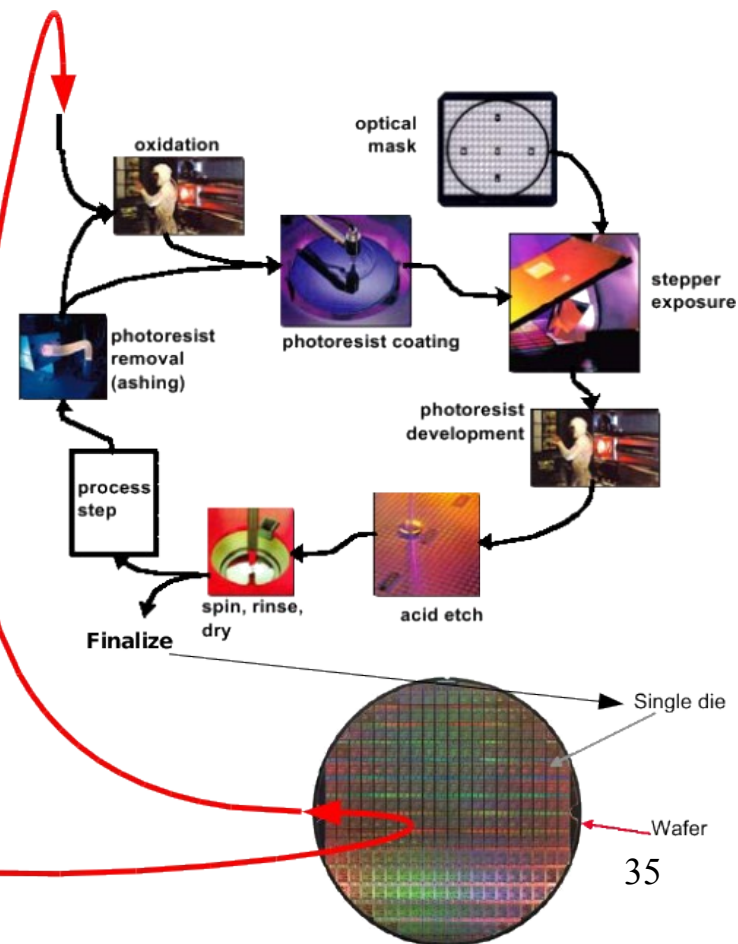 oxidation
optical
mask
stepper
exposure
photoresist coating
photoresist
removal
(ashing)
photoresist
development
process
step
spin, rinse,
dry
acid etch
Finalize
Single die
Wafer
35